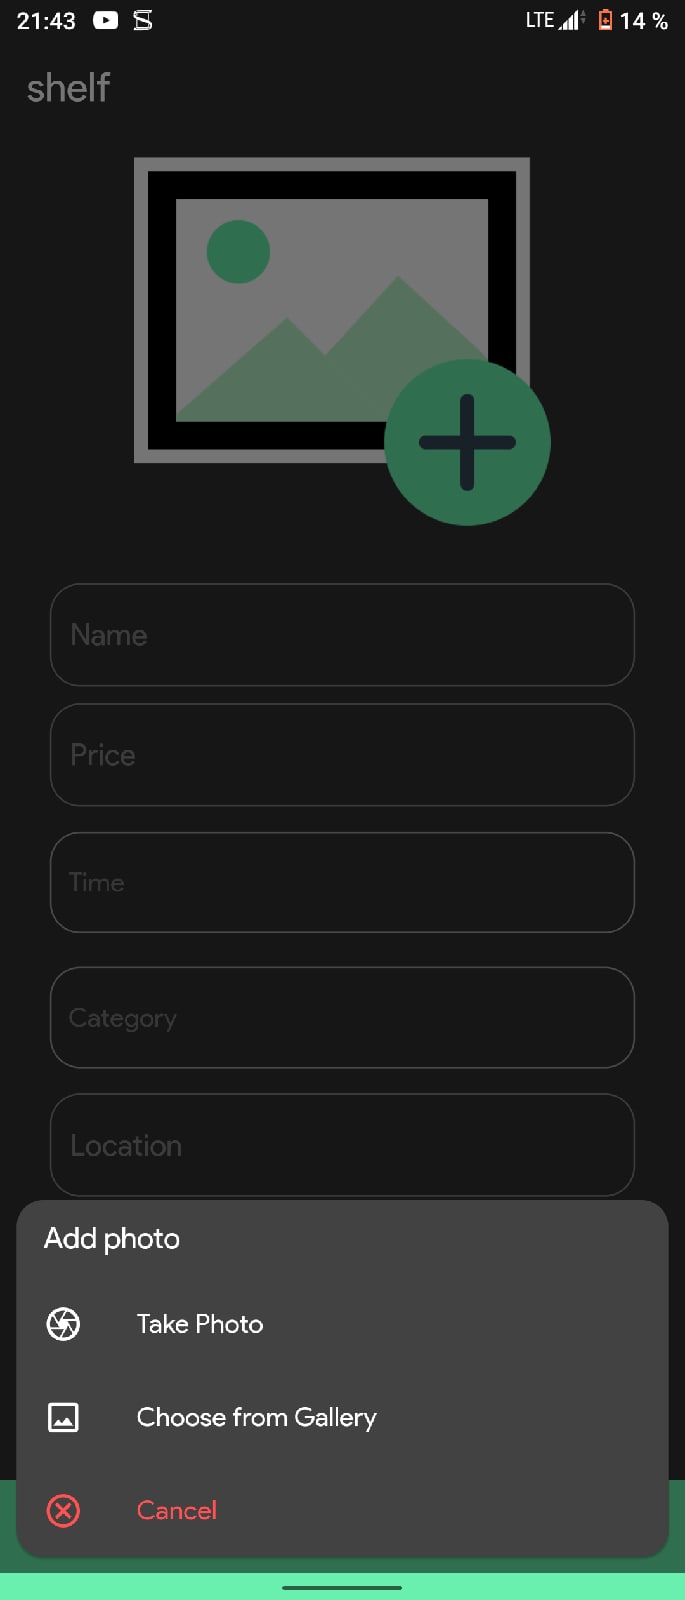 21:43 LTE 14 %
shelf
Name
Price
Time
Category
Location
Add photo
Take Photo
Choose from Gallery
Cancel